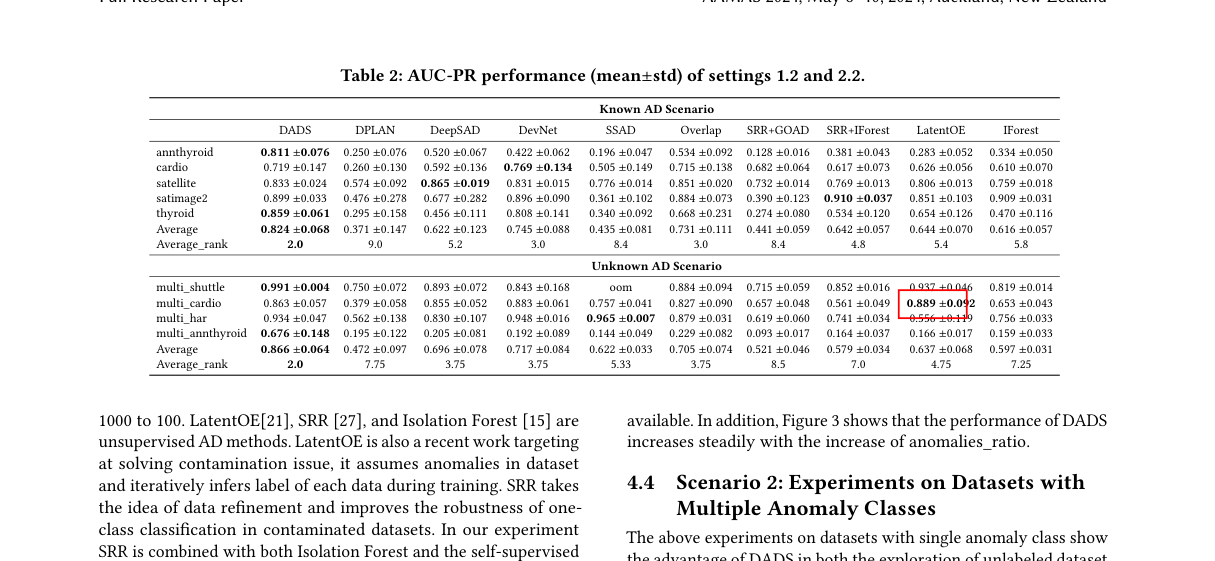 Full Research Paper AAMAS 2024, May 6–10, 2024, Auckland, New Zealand
Table 2: AUC-PR performance (mean±std) of settings 1.2 and 2.2.
Known AD Scenario
DADS DPLAN DeepSAD DevNet SSAD Overlap SRR+GOAD SRR+IForest LatentOE IForest
annthyroid 0.811 ±0.076 0.250 ±0.076 0.520 ±0.067 0.422 ±0.062 0.196 ±0.047 0.534 ±0.092 0.128 ±0.016 0.381 ±0.043 0.283 ±0.052 0.334 ±0.050
cardio 0.719 ±0.147 0.260 ±0.130 0.592 ±0.136 0.769 ±0.134 0.505 ±0.149 0.715 ±0.138 0.682 ±0.064 0.617 ±0.073 0.626 ±0.056 0.610 ±0.070
satellite 0.833 ±0.024 0.574 ±0.092 0.865 ±0.019 0.831 ±0.015 0.776 ±0.014 0.851 ±0.020 0.732 ±0.014 0.769 ±0.013 0.806 ±0.013 0.759 ±0.018
satimage2 0.899 ±0.033 0.476 ±0.278 0.677 ±0.282 0.896 ±0.090 0.361 ±0.102 0.884 ±0.073 0.390 ±0.123 0.910 ±0.037 0.851 ±0.103 0.909 ±0.031
thyroid 0.859 ±0.061 0.295 ±0.158 0.456 ±0.111 0.808 ±0.141 0.340 ±0.092 0.668 ±0.231 0.274 ±0.080 0.534 ±0.120 0.654 ±0.126 0.470 ±0.116
Average 0.824 ±0.068 0.371 ±0.147 0.622 ±0.123 0.745 ±0.088 0.435 ±0.081 0.731 ±0.111 0.441 ±0.059 0.642 ±0.057 0.644 ±0.070 0.616 ±0.057
Average_rank 2.0 9.0 5.2 3.0 8.4 3.0 8.4 4.8 5.4 5.8
Unknown AD Scenario
multi_shuttle 0.991 ±0.004 0.750 ±0.072 0.893 ±0.072 0.843 ±0.168 oom 0.884 ±0.094 0.715 ±0.059 0.852 ±0.016 0.937 ±0.046 0.819 ±0.014
multi_cardio 0.863 ±0.057 0.379 ±0.058 0.855 ±0.052 0.883 ±0.061 0.757 ±0.041 0.827 ±0.090 0.657 ±0.048 0.561 ±0.049 0.889 ±0.092 0.653 ±0.043
multi_har 0.934 ±0.047 0.562 ±0.138 0.830 ±0.107 0.948 ±0.016 0.965 ±0.007 0.879 ±0.031 0.619 ±0.060 0.741 ±0.034 0.556 ±0.119 0.756 ±0.033
multi_annthyroid 0.676 ±0.148 0.195 ±0.122 0.205 ±0.081 0.192 ±0.089 0.144 ±0.049 0.229 ±0.082 0.093 ±0.017 0.164 ±0.037 0.166 ±0.017 0.159 ±0.033
Average 0.866 ±0.064 0.472 ±0.097 0.696 ±0.078 0.717 ±0.084 0.622 ±0.033 0.705 ±0.074 0.521 ±0.046 0.579 ±0.034 0.637 ±0.068 0.597 ±0.031
Average_rank 2.0 7.75 3.75 3.75 5.33 3.75 8.5 7.0 4.75 7.25
1000 to 100. LatentOE[21], SRR [27], and Isolation Forest [15] are
unsupervised AD methods. LatentOE is also a recent work targeting
at solving contamination issue, it assumes anomalies in dataset
and iteratively infers label of each data during training. SRR takes
the idea of data refinement and improves the robustness of one-
class classification in contaminated datasets. In our experiment
SRR is combined with both Isolation Forest and the self-supervised
available. In addition, Figure 3 shows that the performance of DADS
increases steadily with the increase of anomalies_ratio.
4.4 Scenario 2: Experiments on Datasets with
Multiple Anomaly Classes
The above experiments on datasets with single anomaly class show
the advantage of DADS in both the exploration of unlabeled dataset